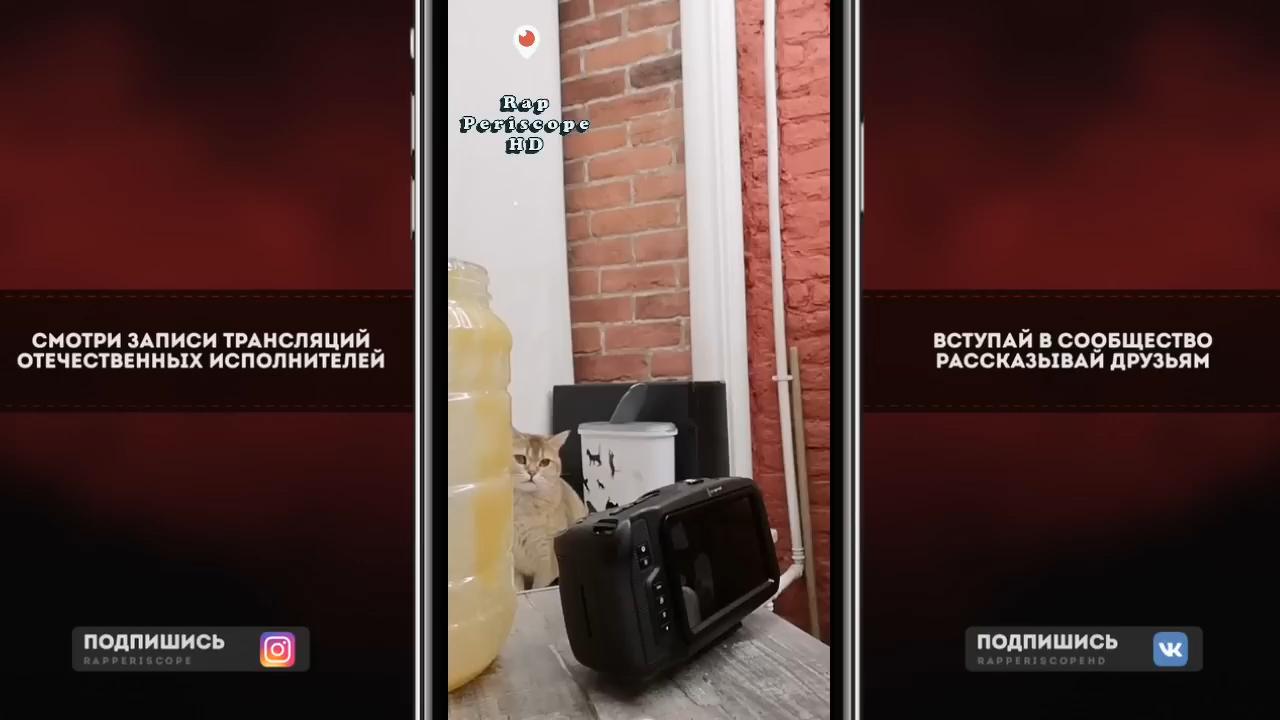 Rap
Periscope
HD
СМОТРИ ЗАПИСИ ТРАНСЛЯЦИЙ
ОТЕЧЕСТВЕННЫХ ИСПОЛНИТЕЛЕЙ
ВСТУПАЙ В СООБЩЕСТВО
РАССКАЗЫВАЙ ДРУЗЬЯМ
ПОДПИШИСЬ
RAPPERISCOPE
ПОДПИШИСЬ
RAPPERISCOPEHD